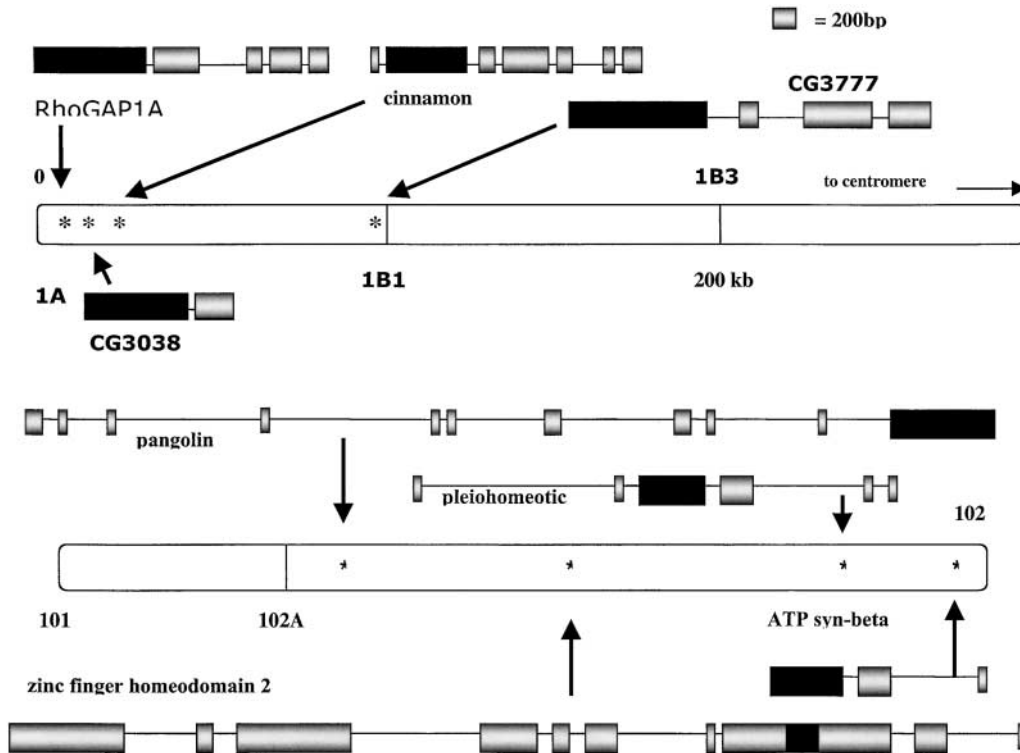 = 200bp
RhoGAP1A
cinnamon
CG3777
0
1B3
to centromere
* * * *
1A
1B1
200 kb
CG3038
pangolin
pleiohomeotic
102
* * * *
101
102A
ATP syn-beta
zinc finger homeodomain 2